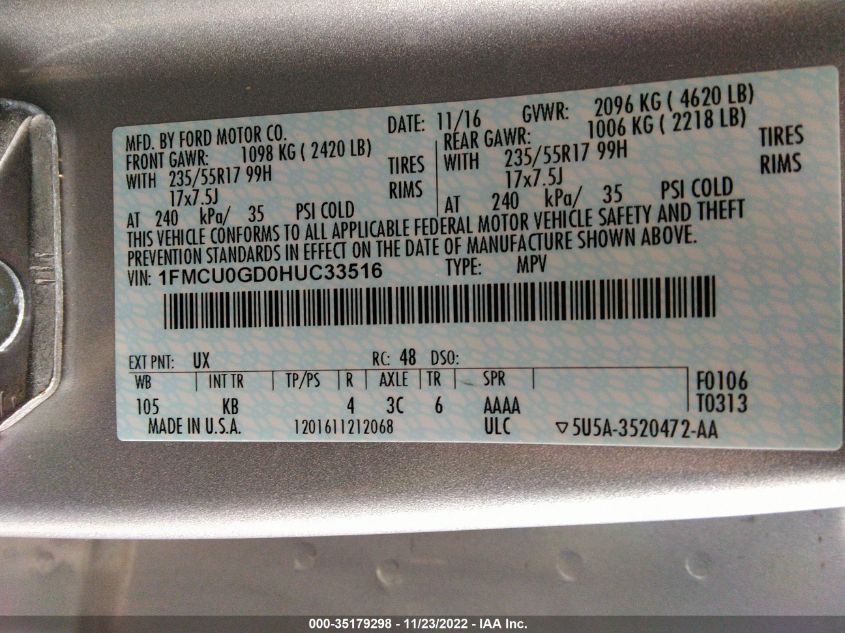 MFD. BY FORD MOTOR CO. DATE: 11/16 GVWR: 2096 KG ( 4620 LB)
FRONT GAWR: 1098 KG ( 2420 LB) REAR GAWR: 1006 KG ( 2218 LB)
WITH 235/55R17 99H TIRES WITH 235/55R17 99H TIRES
17x7.5J RIMS 17x7.5J RIMS
AT 240 kPa/ 35 PSI COLD AT 240 kPa/ 35 PSI COLD
THIS VEHICLE CONFORMS TO ALL APPLICABLE FEDERAL MOTOR VEHICLE SAFETY AND THEFT
PREVENTION STANDARDS IN EFFECT ON THE DATE OF MANUFACTURE SHOWN ABOVE.
VIN: 1FMCU0GD0HUC33516 TYPE: MPV
EXT PNT: UX RC: 48 DSO:
WB INT TR TP/PS R AXLE TR SPR F0106
105 KB 4 3C 6 AAAA T0313
MADE IN U.S.A. 1201611212068 ULC ▽5U5A-3520472-AA
000-35179298 - 11/23/2022 - IAA Inc.